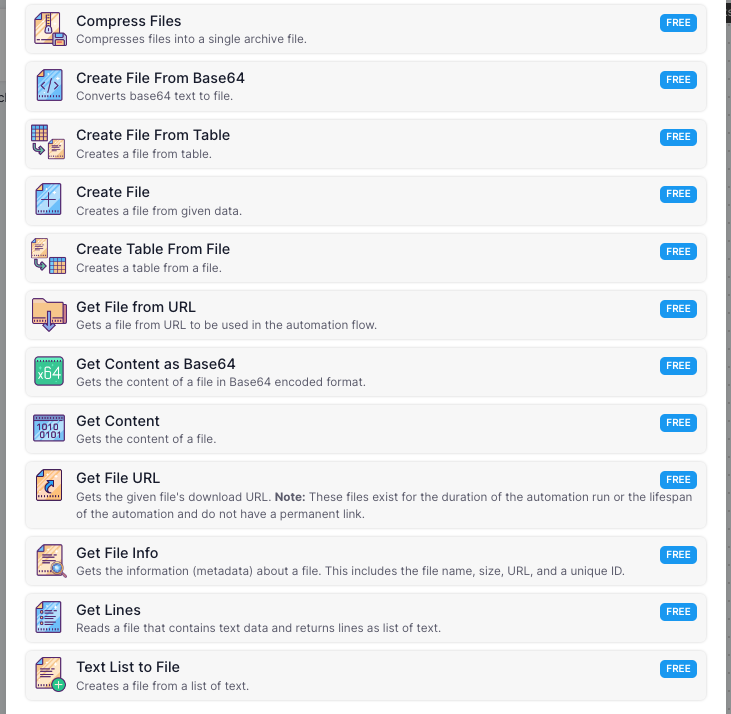 Compress Files
FREE
Compresses files into a single archive file.
Create File From Base64
FREE
Converts base64 text to file.
Create File From Table
FREE
Creates a file from table.
Create File
FREE
Creates a file from given data.
Create Table From File
FREE
Creates a table from a file.
Get File from URL
FREE
Gets a file from URL to be used in the automation flow.
x64
Get Content as Base64
FREE
Gets the content of a file in Base64 encoded format.
1010
0101
Get Content
FREE
Gets the content of a file.
Get File URL
FREE
Gets the given file's download URL. Note: These files exist for the duration of the automation run or the lifespan
of the automation and do not have a permanent link.
Get File Info
FREE
Gets the information (metadata) about a file. This includes the file name, size, URL, and a unique ID.
Get Lines
FREE
Reads a file that contains text data and returns lines as list of text.
Text List to File
FREE
Creates a file from a list of text.